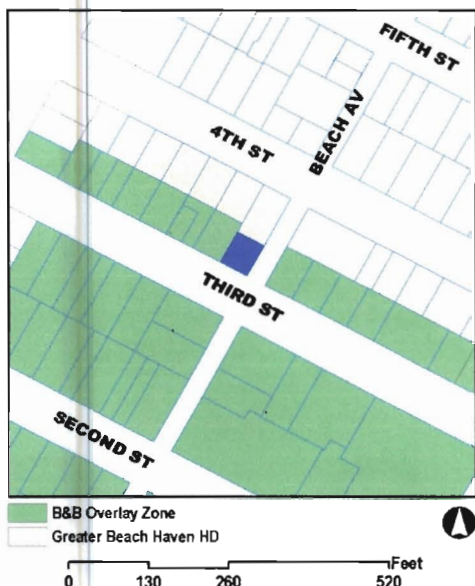 FIFTH ST
BEACH AV
4TH ST
THIRD ST
SECOND ST
B&B Overlay Zone
Greater Beach Haven HD
Feet
0 130 260 520